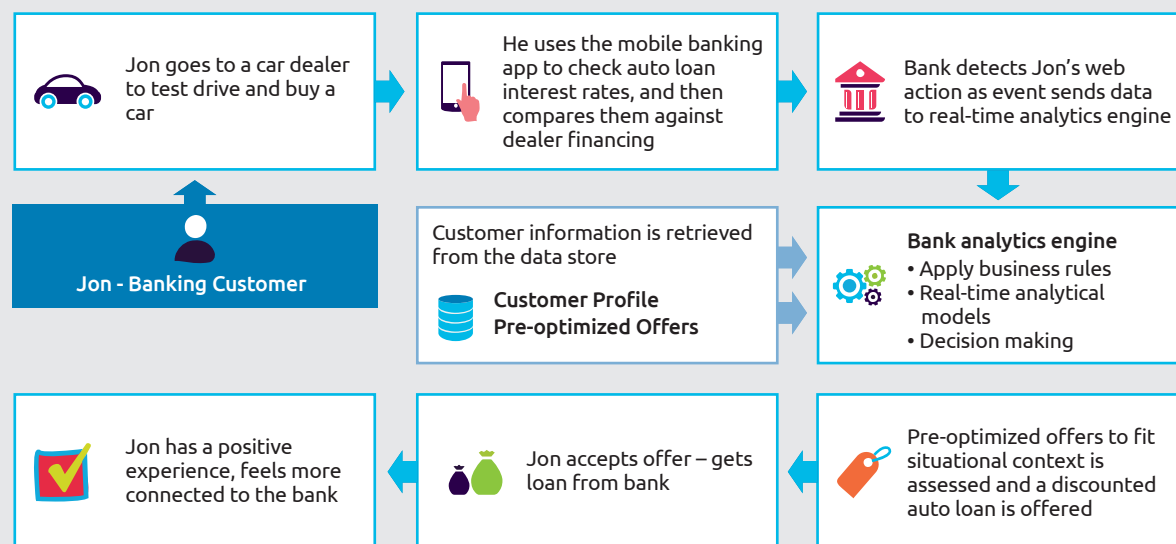 Jon goes to a car dealer
to test drive and buy a
car
He uses the mobile banking
app to check auto loan
interest rates, and then
compares them against
dealer financing
Bank detects Jon’s web
action as event sends data
to real-time analytics engine
Jon - Banking Customer
Customer information is retrieved
from the data store
Customer Profile
Pre-optimized Offers
Bank analytics engine
• Apply business rules
• Real-time analytical
models
• Decision making
Jon has a positive
experience, feels more
connected to the bank
Jon accepts offer – gets
loan from bank
Pre-optimized offers to fit
situational context is
assessed and a discounted
auto loan is offered